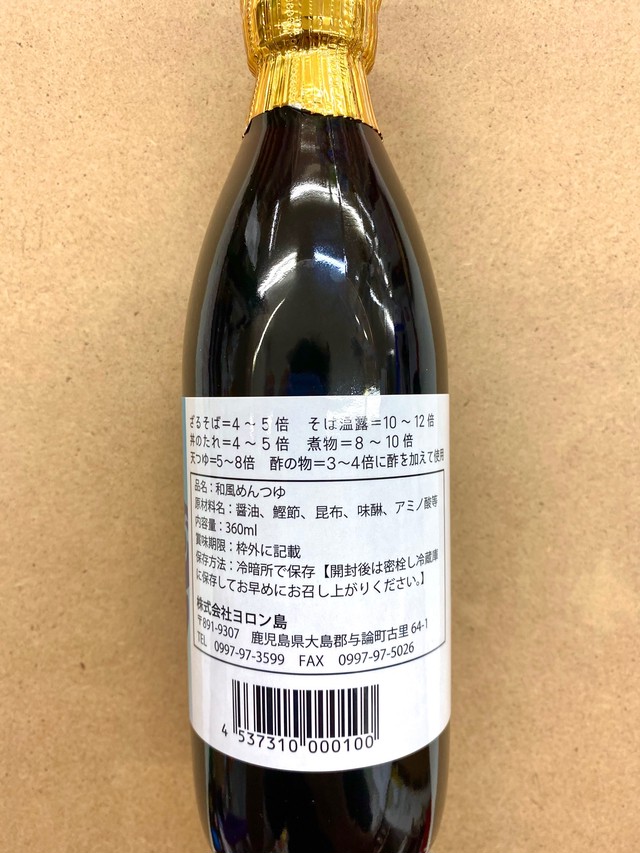 ざるそば=4～5倍　そば温露=10～12倍
丼のたれ=4～5倍　煮物=8～10倍
天つゆ=5～8倍　酢の物=3～4倍に酢を加えて使用
品名：和風めんつゆ
原材料名：醤油、鰹節、昆布、味醂、アミノ酸等
内容量：360ml
賞味期限：枠外に記載
保存方法：冷暗所で保存【開封後は密栓し冷蔵庫
に保存してお早めにお召し上がりください。】
株式会社ヨロン島
〒891-9307　鹿児島県大島郡与論町古里64-1
TEL　0997-97-3599　FAX　0997-97-5026
4 537310 000100